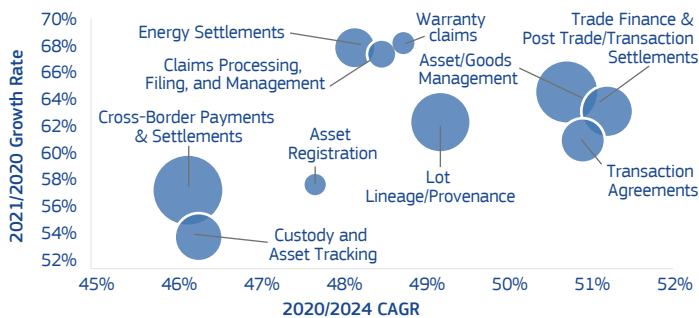 70%
68%
66%
64%
62%
60%
58%
56%
54%
52%
2021/2020 Growth Rate
Energy Settlements
Claims Processing,
Filing, and Management
Warranty
claims
Trade Finance &
Post Trade/Transaction
Settlements
Asset/Goods
Management
Cross-Border Payments
& Settlements
Asset
Registration
Lot
Lineage/Provenance
Transaction
Agreements
Custody and
Asset Tracking
45%
46%
47%
48%
49%
50%
51%
52%
2020/2024 CAGR